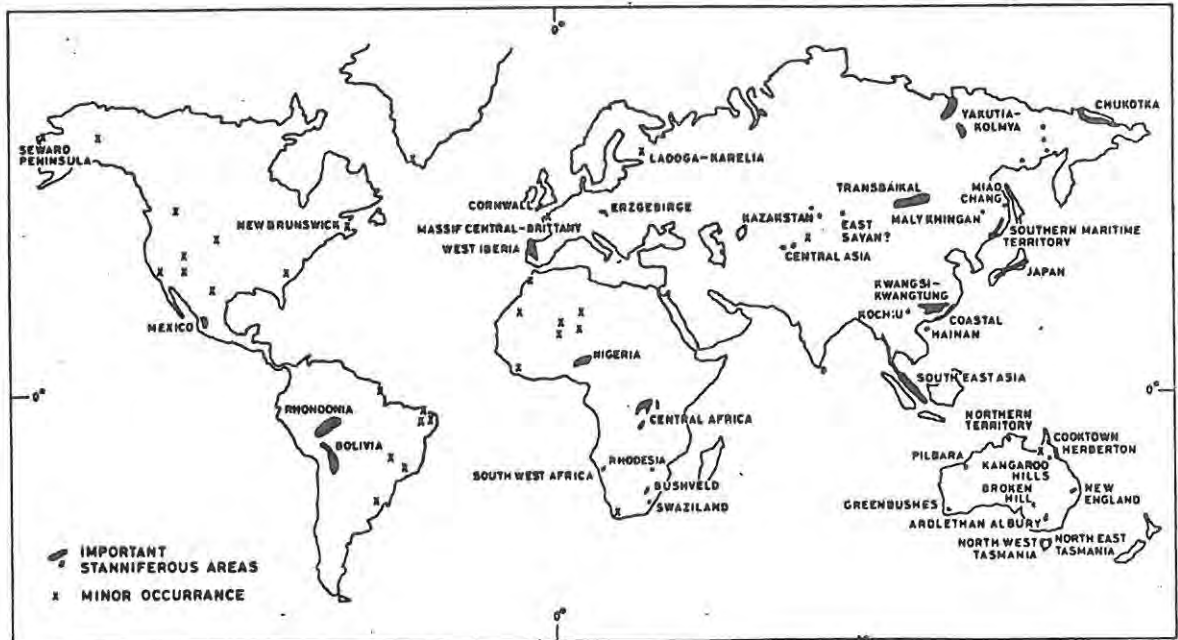 0°
CHUKOTKA
YAKUTIA-
KOLMYA
SEWARD
PENINSULA
LADOGA-KARELIA
TRANSBAIKAL
MIAO
CHANG
CORNWALL
ERZGEBIRGE
KAZAKSTAN
MALY KHINGAN
NEW BRUNSWICK
MASSIF CENTRAL-BRITTANY
EAST
SAYAN?
SOUTHERN MARITIME
TERRITORY
WEST IBERIA
CENTRAL ASIA
JAPAN
KWANGSI-
KWANGTUNG
MEXICO
KOCHIU
COASTAL
HAINAN
NIGERIA
SOUTH EAST ASIA
0°
0°
RHONDONIA
CENTRAL AFRICA
NORTHERN
TERRITORY
BOLIVIA
COOKTOWN
HERBERTON
PILBARA
SOUTH WEST AFRICA
RHODESIA
KANGAROO
HILLS
BUSHVELD
BROKEN
HILL
NEW
ENGLAND
SWAZILAND
GREENBUSHES
ARDLETHAN ALBURY
NORTH WEST
TASMANIA
NORTH EAST
TASMANIA
IMPORTANT
STANNIFEROUS AREAS
x MINOR OCCURRANCE
0°